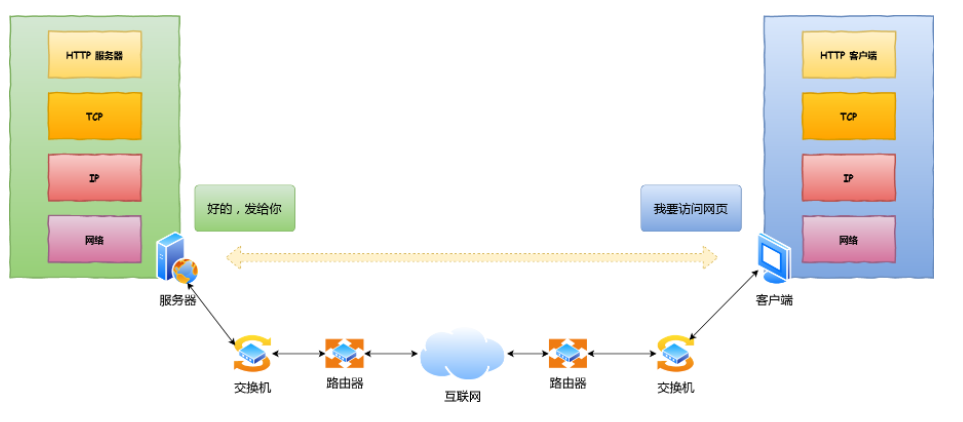 HTTP 服务器
TCP
IP
网络
好的，发给你
服务器
HTTP 客户端
TCP
IP
网络
我要访问网页
客户端
交换机
路由器
互联网
路由器
交换机